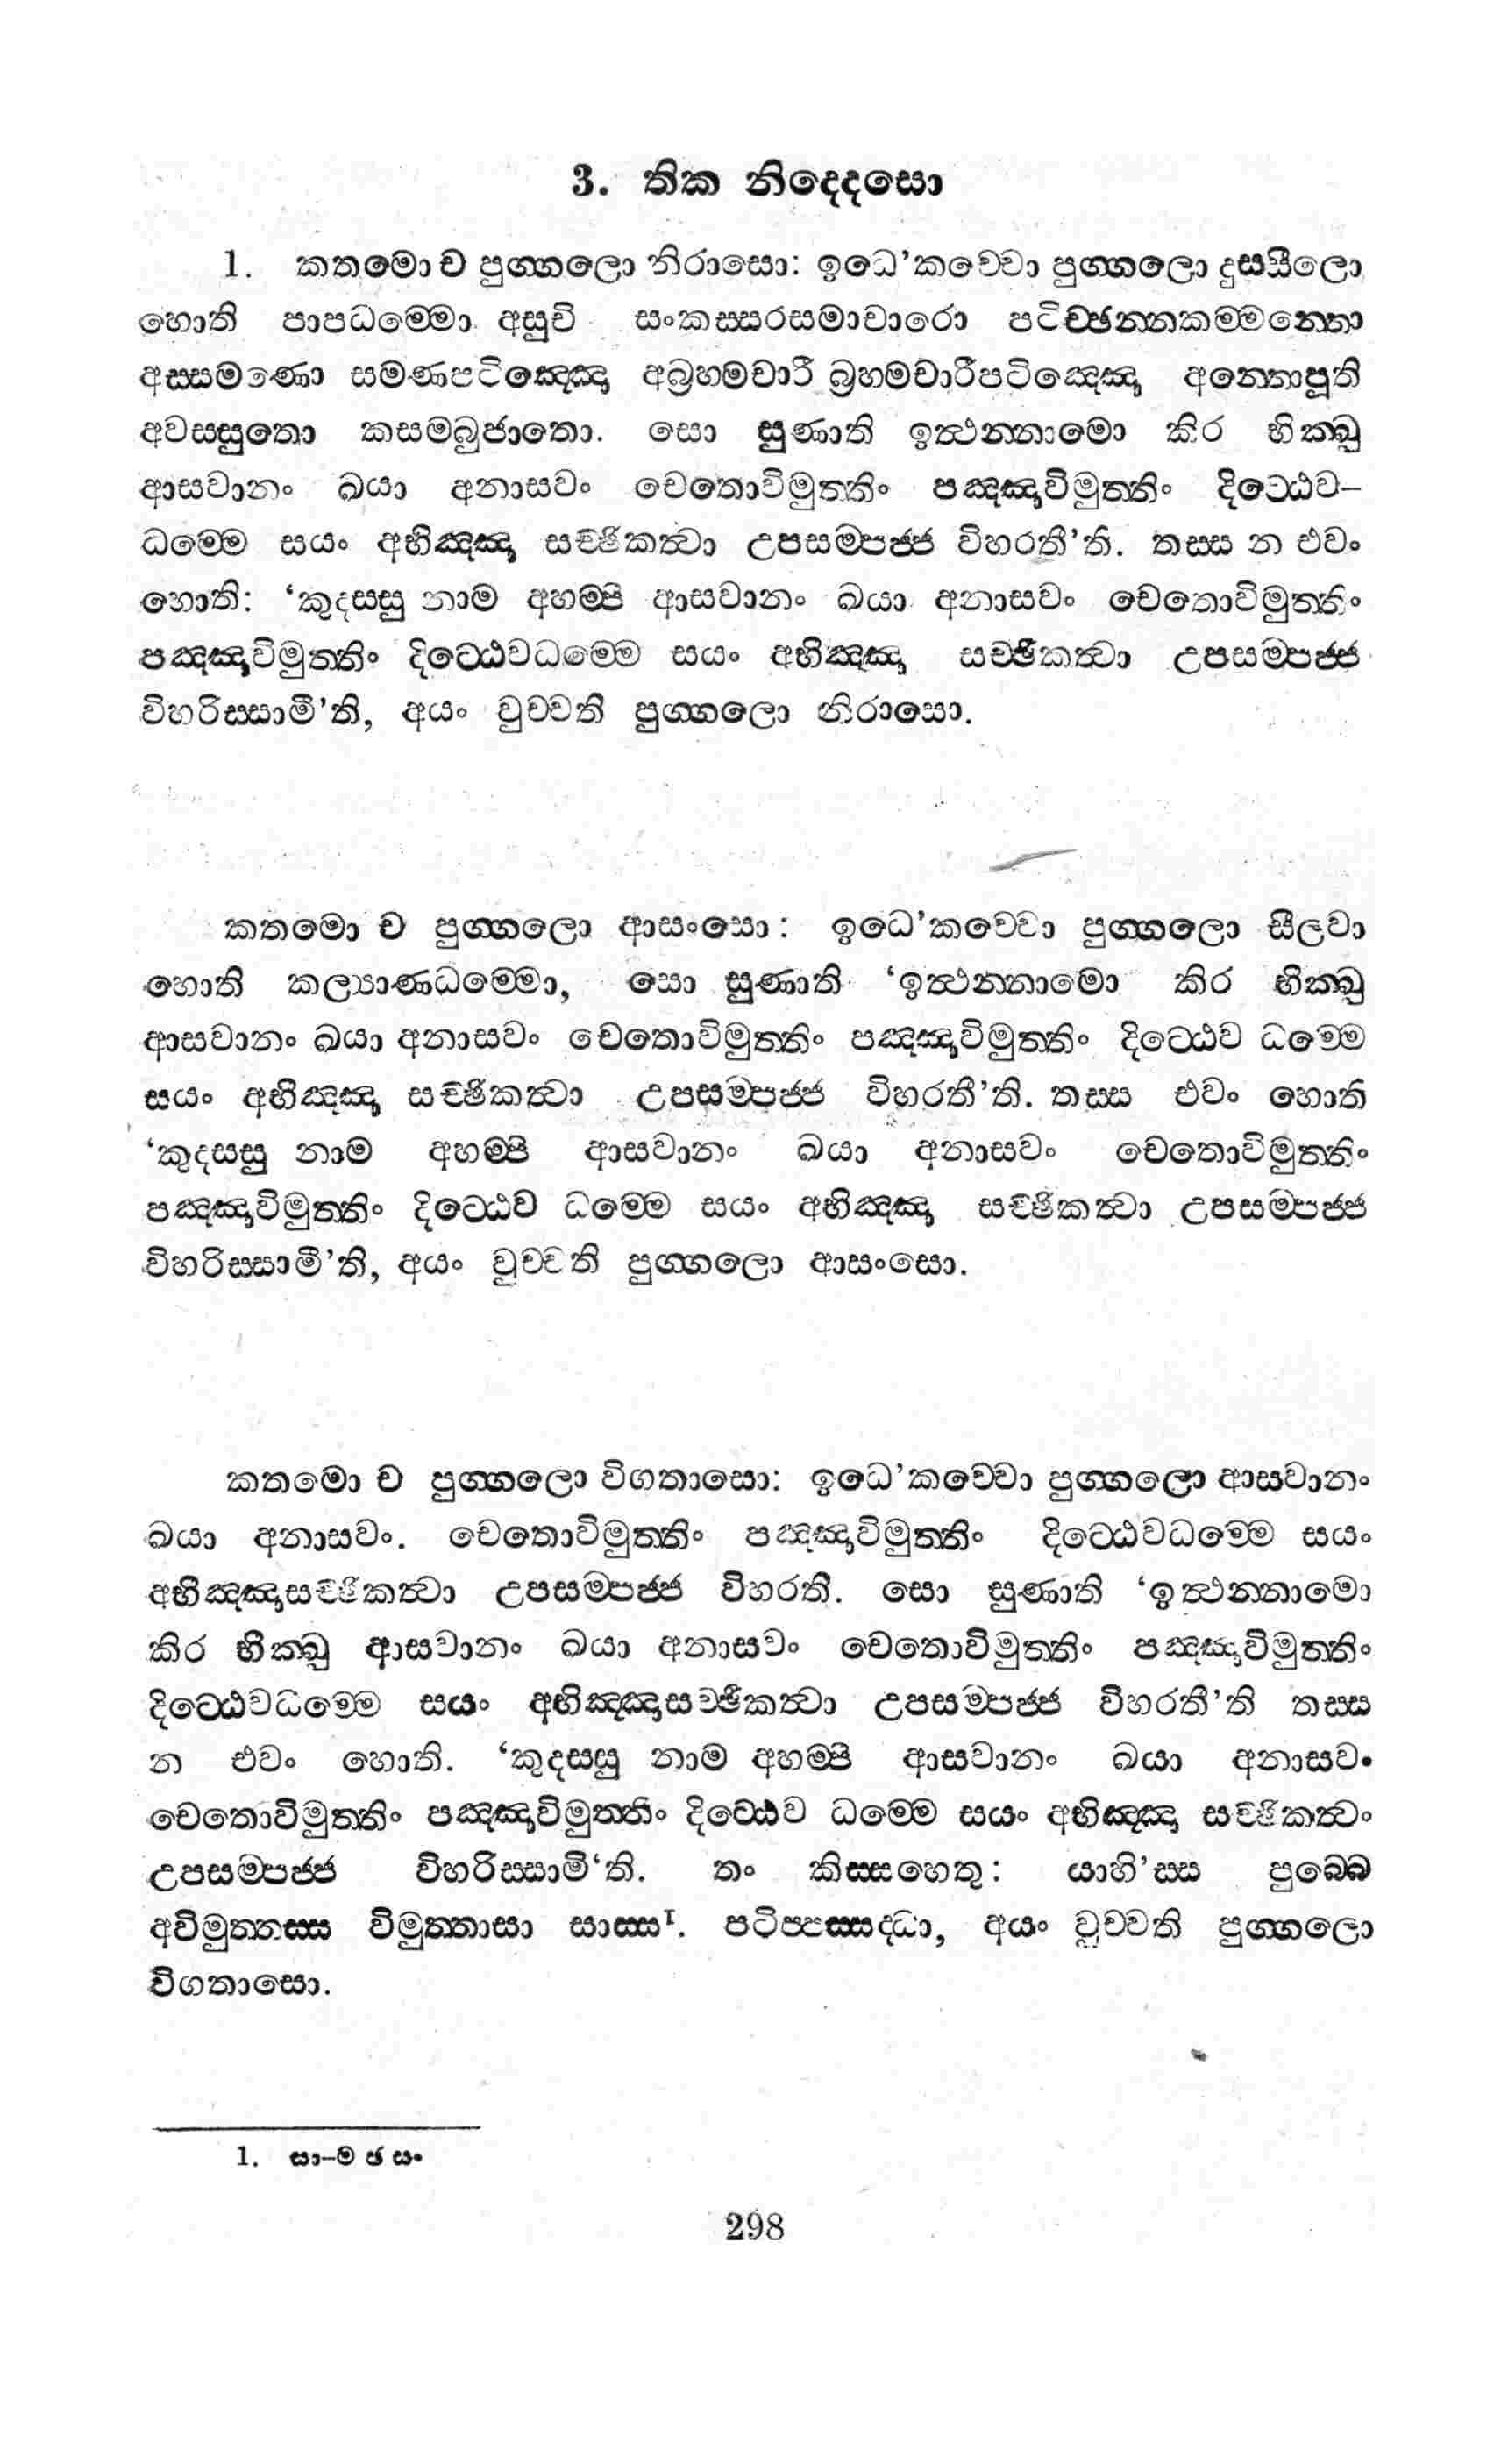 3. තික නිද්දෙසො
1. කතමො ච පුග්ගලො නිරාසො: ඉධෙ'කච්චො පුග්ගලො දුස්සීලො
හොති පාපධම්මො අසුචි සංකස්සරසමාචාරො පටිච්ඡන්නකම්මන්තො
අස්සමණො සමණපටිඤ්ඤො අබ්‍රහ්මචාරී බ්‍රහ්මචාරීපටිඤ්ඤො අන්තොපූති
අවස්සුතො කසම්බුජාතො. සො සුණාති ඉත්ථන්නාමො කිර භික්ඛු
ආසවානං ඛයා අනාසවං චෙතොවිමුත්තිං පඤ්ඤාවිමුත්තිං දිට්ඨෙව-
ධම්මෙ සයං අභිඤ්ඤා සච්ඡිකත්වා උපසම්පජ්ජ විහරතී'ති. තස්ස න එවං
හොති: ‘කුදස්සු නාම අහම්පි ආසවානං ඛයා අනාසවං චෙතොවිමුත්තිං
පඤ්ඤාවිමුත්තිං දිට්ඨෙවධම්මෙ සයං අභිඤ්ඤා සච්ඡිකත්වා උපසම්පජ්ජ
විහරිස්සාමී'ති, අයං වුච්චති පුග්ගලො නිරාසො.
කතමො ච පුග්ගලො ආසංසො: ඉධෙ'කච්චො පුග්ගලො සීලවා
හොති කල්‍යාණධම්මො, සො සුණාති ‘ඉත්ථන්නාමො කිර භික්ඛු
ආසවානං ඛයා අනාසවං චෙතොවිමුත්තිං පඤ්ඤාවිමුත්තිං දිට්ඨෙව ධම්මෙ
සයං අභිඤ්ඤා සච්ඡිකත්වා උපසම්පජ්ජ විහරතී'ති. තස්ස එවං හොති
‘කුදස්සු නාම අහම්පි ආසවානං ඛයා අනාසවං චෙතොවිමුත්තිං
පඤ්ඤාවිමුත්තිං දිට්ඨෙව ධම්මෙ සයං අභිඤ්ඤා සච්ඡිකත්වා උපසම්පජ්ජ
විහරිස්සාමී'ති, අයං වුච්චති පුග්ගලො ආසංසො.
කතමො ච පුග්ගලො විගතාසො: ඉධෙ'කච්චො පුග්ගලො ආසවානං
ඛයා අනාසවං. චෙතොවිමුත්තිං පඤ්ඤාවිමුත්තිං දිට්ඨෙවධම්මෙ සයං
අභිඤ්ඤාසච්ඡිකත්වා උපසම්පජ්ජ විහරති. සො සුණාති ‘ඉත්ථන්නාමො
කිර භික්ඛු ආසවානං ඛයා අනාසවං චෙතොවිමුත්තිං පඤ්ඤාවිමුත්තිං
දිට්ඨෙවධම්මෙ සයං අභිඤ්ඤාසච්ඡිකත්වා උපසම්පජ්ජ විහරතී'ති තස්ස
න එවං හොති. ‘කුදස්සු නාම අහම්පි ආසවානං ඛයා අනාසවං
චෙතොවිමුත්තිං පඤ්ඤාවිමුත්තිං දිට්ඨෙව ධම්මෙ සයං අභිඤ්ඤා සච්ඡිකත්වං
උපසම්පජ්ජ විහරිස්සාමි‘ති. තං කිස්සහෙතු: යාහි'ස්ස පුබ්බෙ
අවිමුත්තස්ස විමුත්තාසා සාස්ස¹. පටිප්පස්සද්ධා, අයං වුච්චති පුග්ගලො
විගතාසො.
1. සා-ම ඡ සං
298